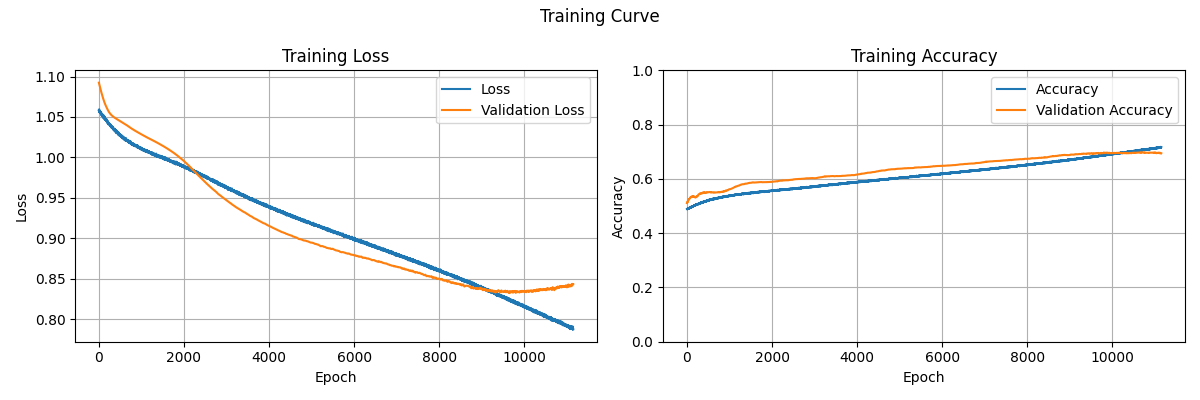 Training Curve
Training Loss
Loss
Validation Loss
1.10
1.05
1.00
0.95
0.90
0.85
0.80
Loss
0
2000
4000
6000
8000
10000
Epoch
Training Accuracy
Accuracy
Validation Accuracy
1.0
0.8
0.6
0.4
0.2
0.0
Accuracy
0
2000
4000
6000
8000
10000
Epoch